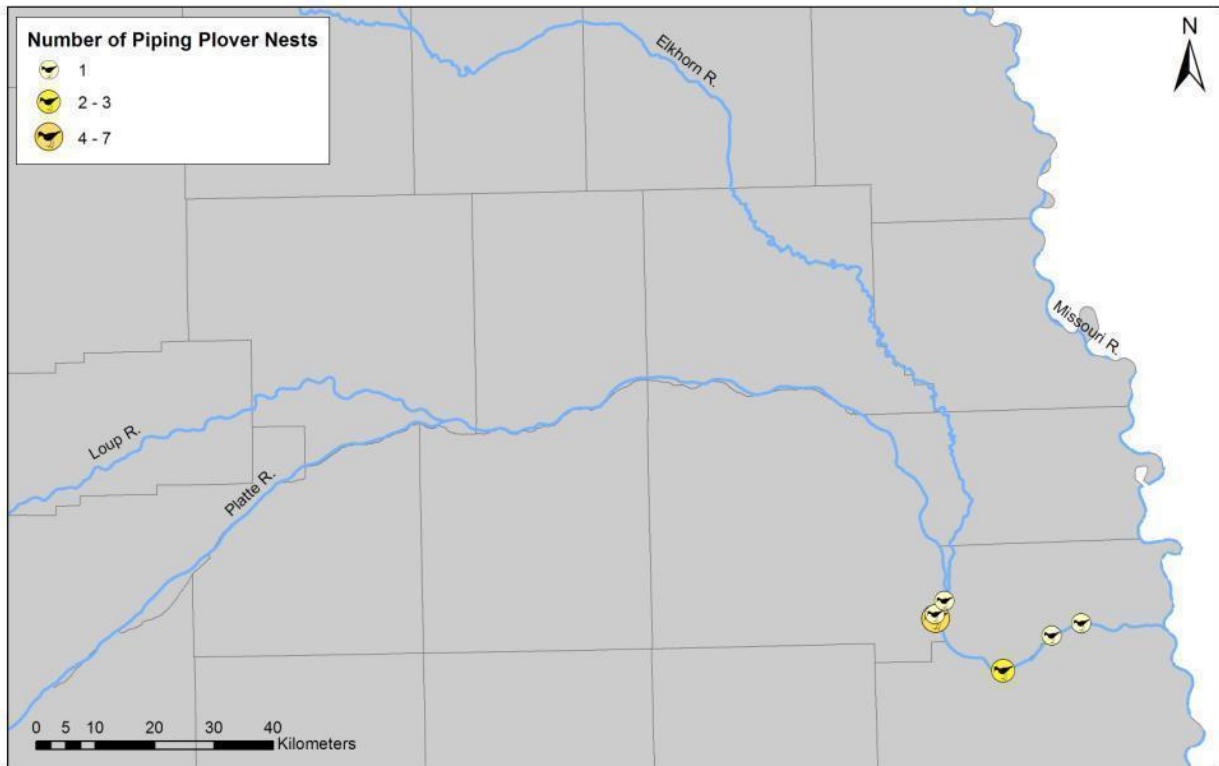 Number of Piping Plover Nests
1
2 - 3
4 - 7
N
Elkhorn R.
Missouri R.
Loup R.
Platte R.
0 5 10 20 30 40
Kilometers